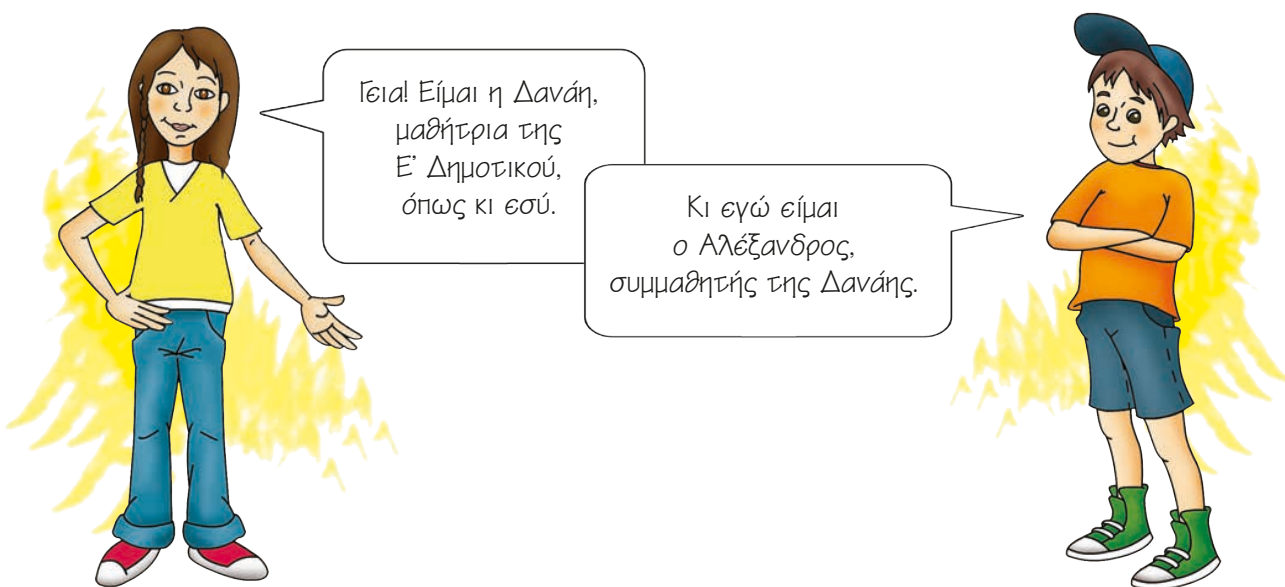 Γεια! Είμαι η Δανάη,
μαθήτρια της
Ε' Δημοτικού,
όπως κι εσύ.
Κι εγώ είμαι
ο Αλέξανδρος,
συμμαθητής της Δανάης.